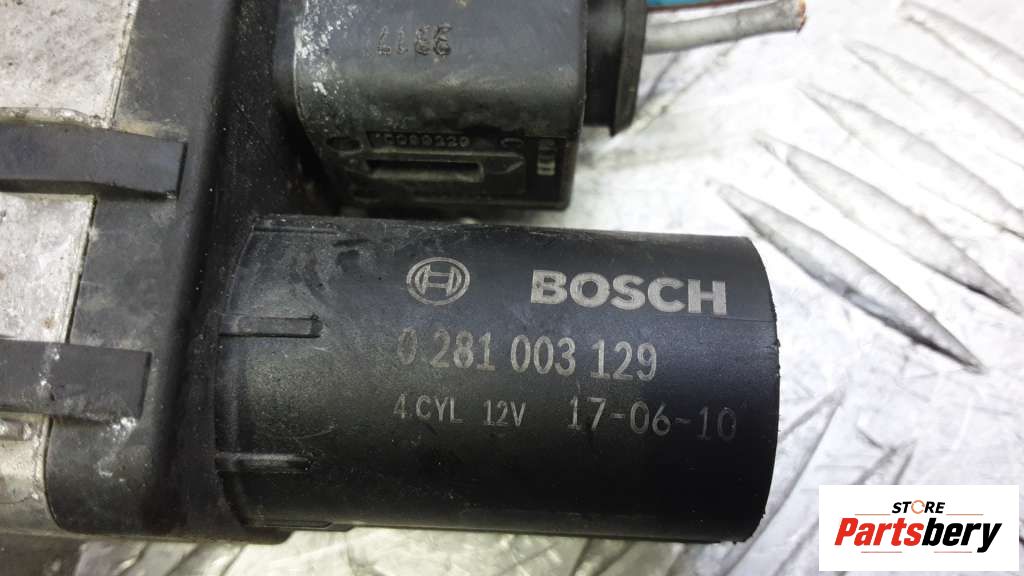 BOSCH
0 281 003 129
4 CYL 12V 17-06-10
STORE
Partsbery